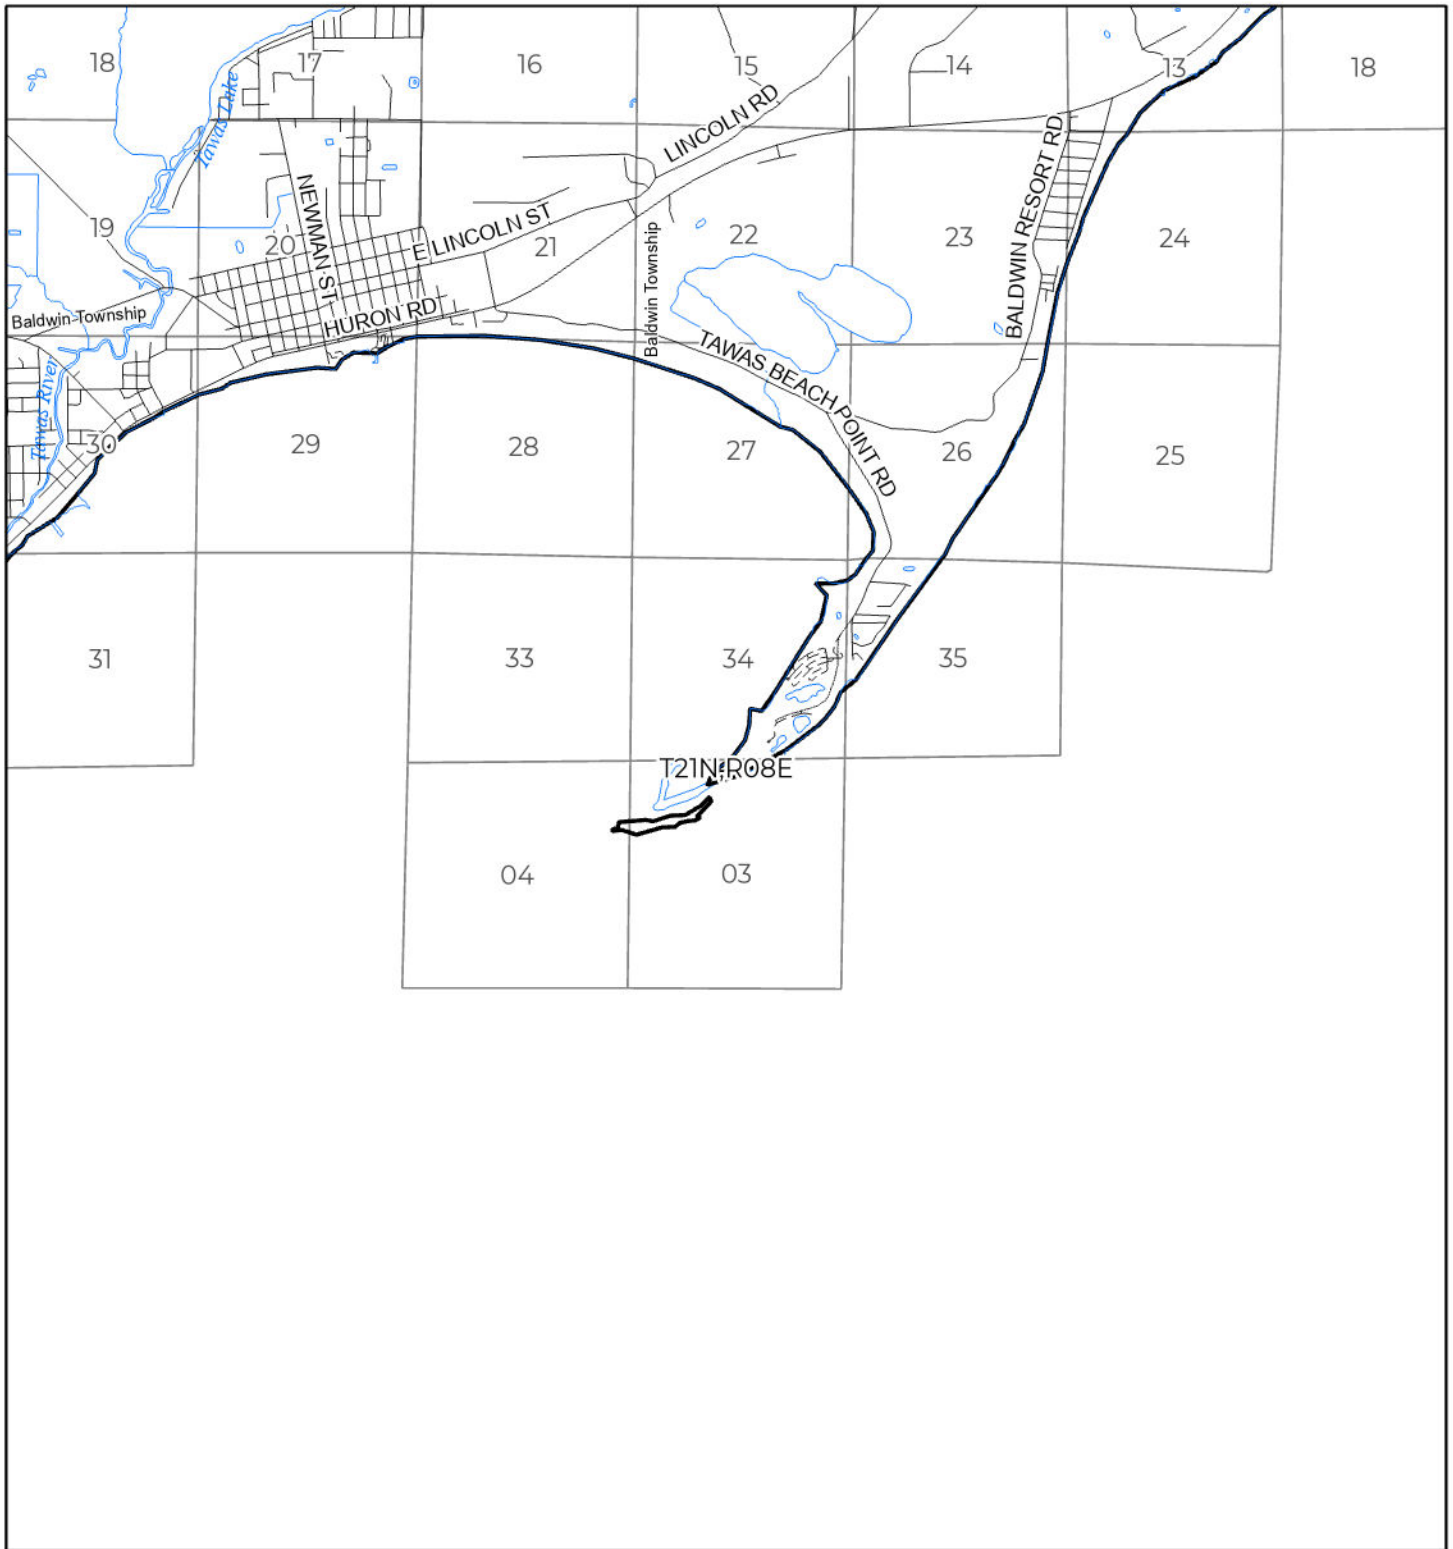 18
17
16
15
14
13
18
Tawas Lake
LINCOLN RD
BALDWIN RESORT RD
NEWMAN ST
19
20
E LINCOLN ST
21
Baldwin Township
22
23
24
Baldwin Township
HURON RD
TAWAS BEACH POINT RD
Tawas River
30
29
28
27
26
25
31
33
34
35
T21N,R08E
04
03